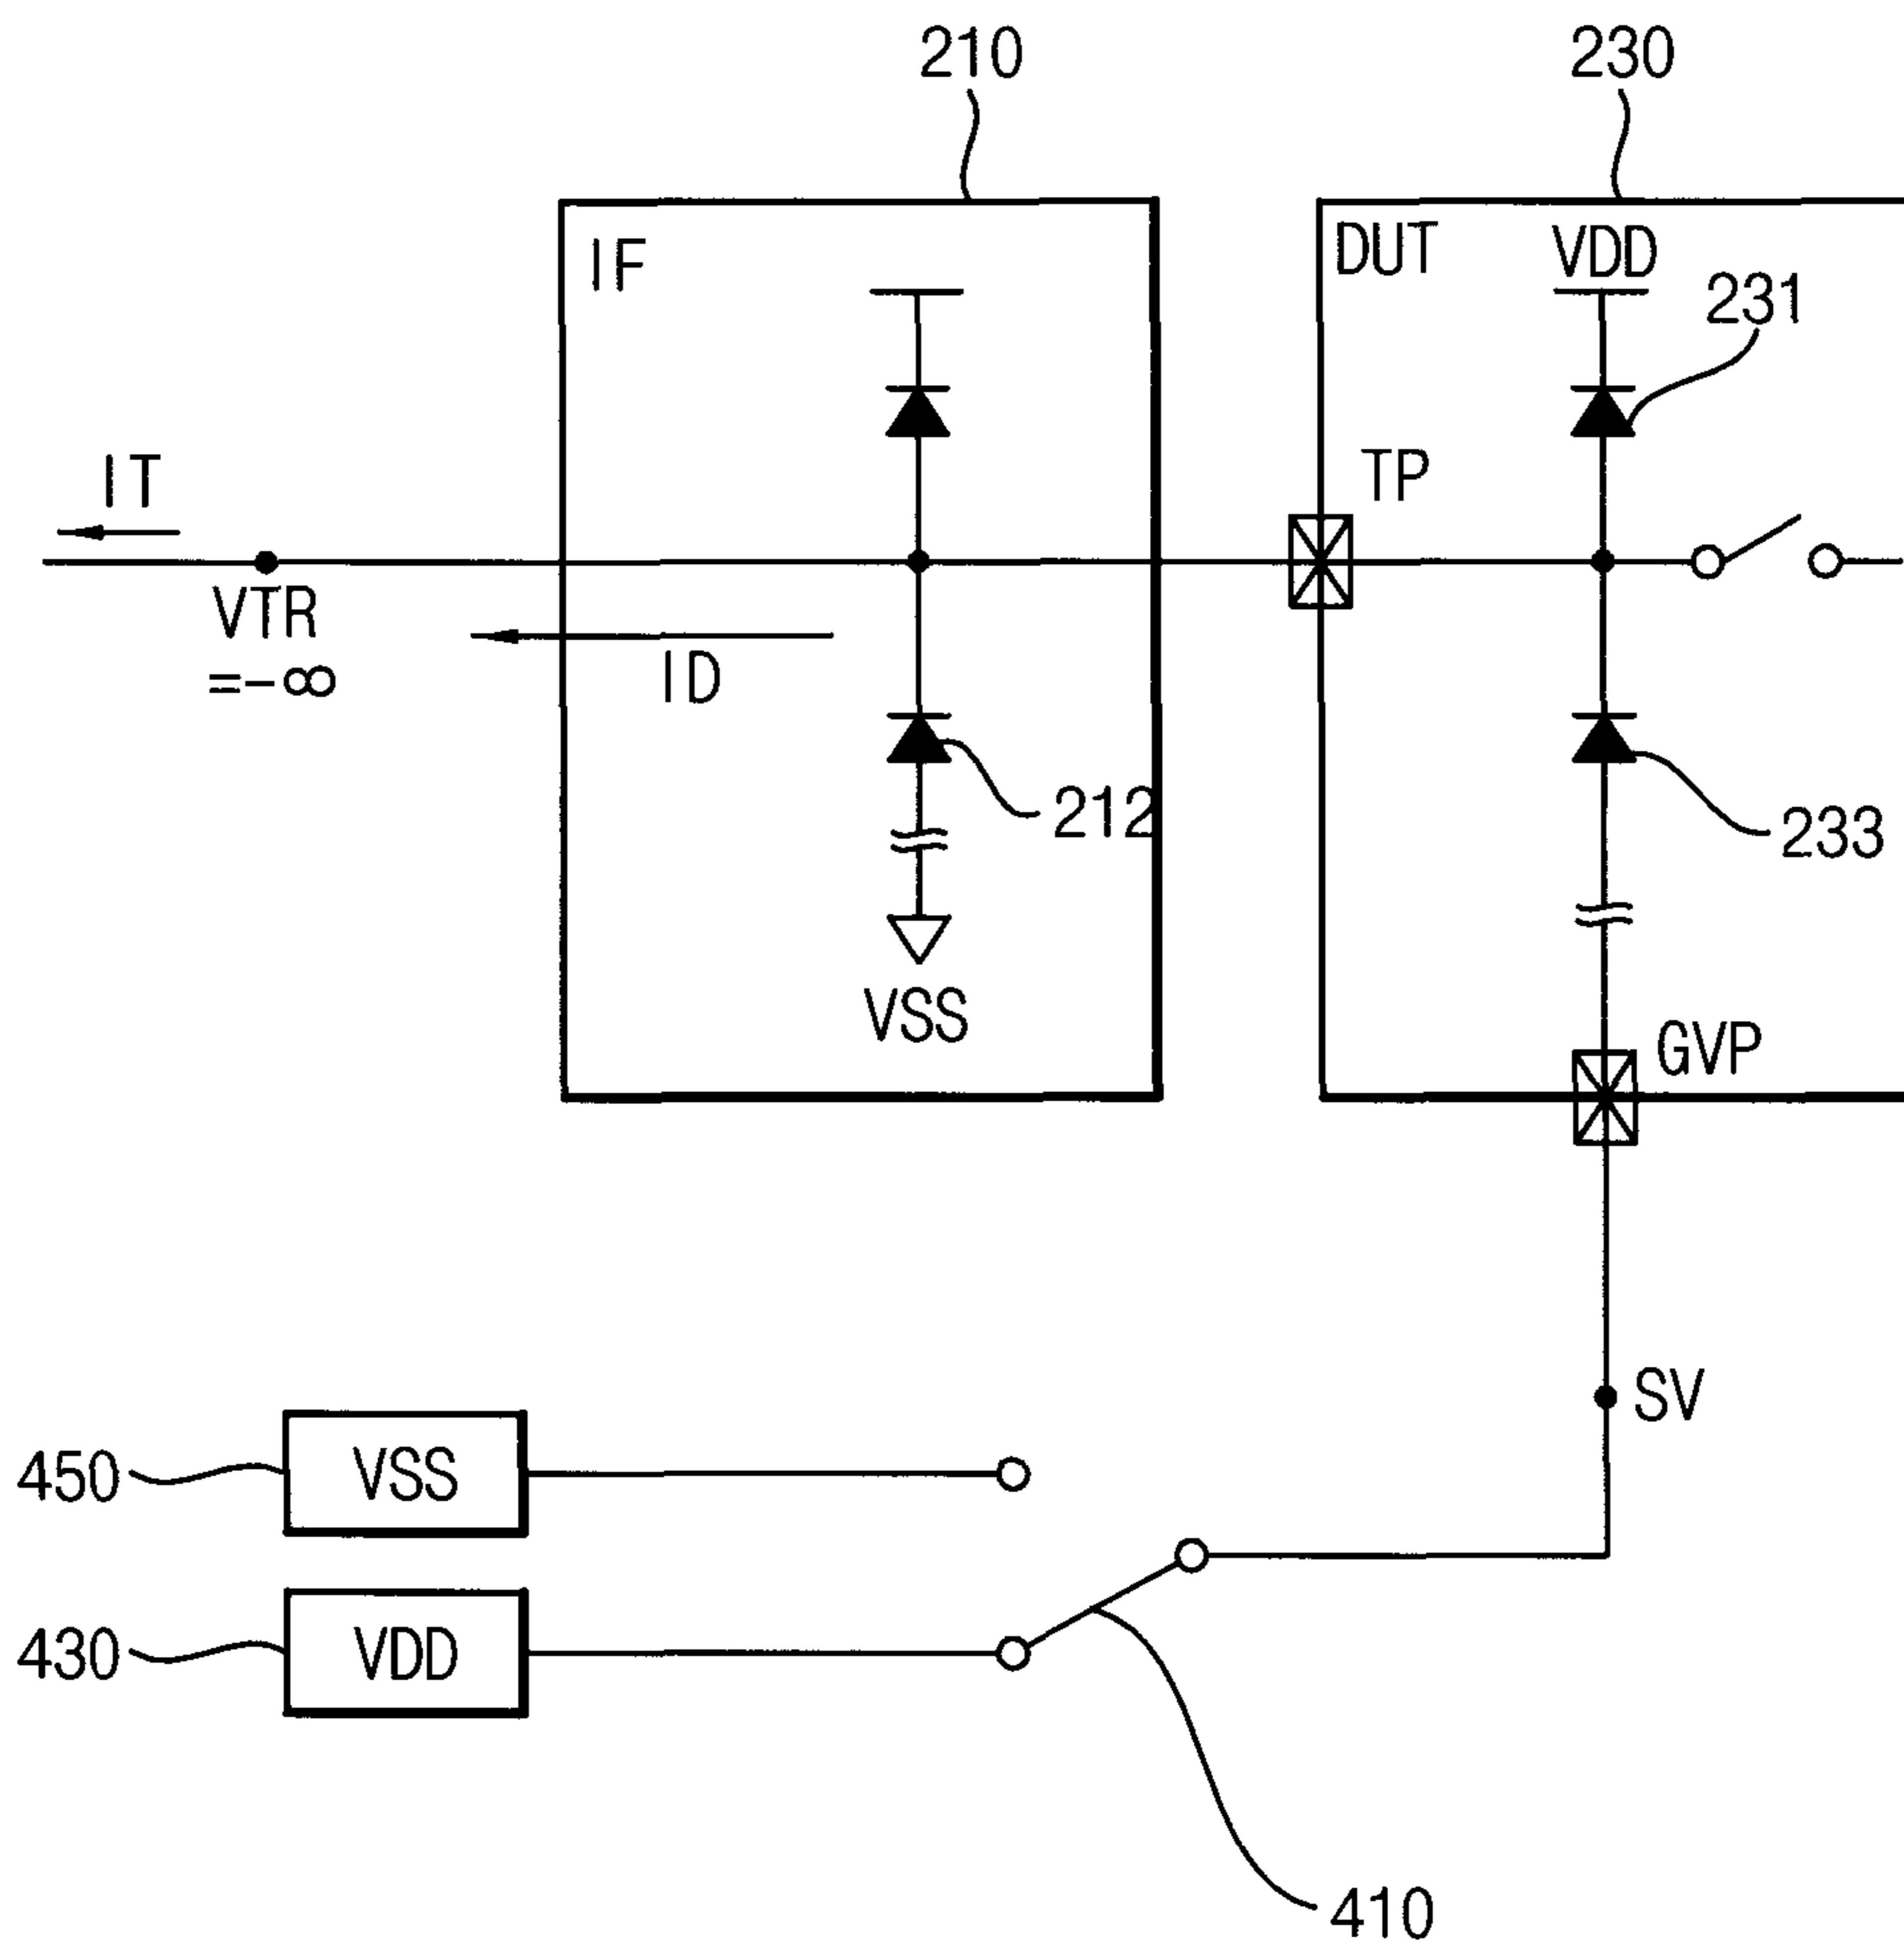 210
230
IF
DUT
VDD
231
IT
TP
VTR
=-∞
ID
212
233
VSS
GVP
SV
450
VSS
430
VDD
410